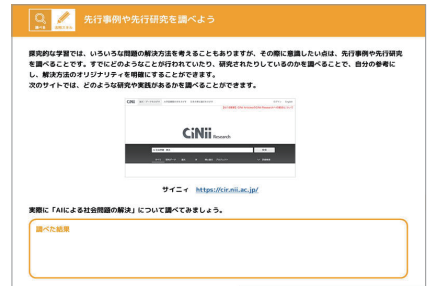 先行事例や先行研究を調べよう
探究的な学習では、いろいろな問題の解決方法を考えることもありますが、その際に意識したい点は、先行事例や先行研究
を調べることです。すでにどのようなことが行われていたり、研究されたりしているのかを調べることで、自分の参考に
し、解決方法のオリジナリティを明確にすることができます。
次のサイトでは、どのような研究や実践があるかを調べることができます。
CiNii Research
サイニィ https://cir.nii.ac.jp/
実際に「AIによる社会問題の解決」について調べてみましょう。
調べた結果